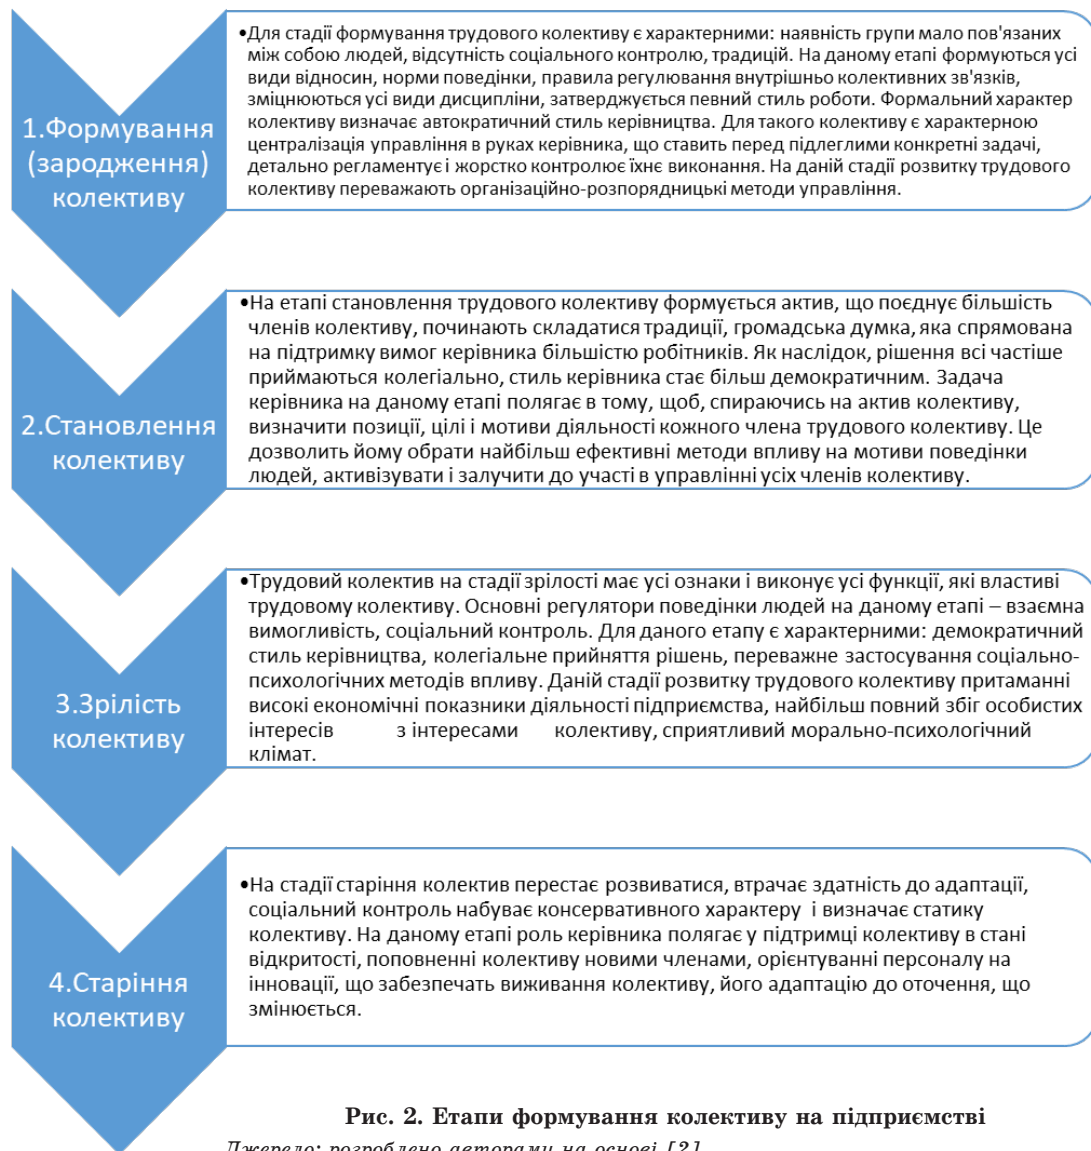 1.Формування
(зародження)
колективу
•Для стадії формування трудового колективу є характерними: наявність групи мало пов'язаних
між собою людей, відсутність соціального контролю, традицій. На даному етапі формуються усі
види відносин, норми поведінки, правила регулювання внутрішньо колективних зв'язків,
зміцнюються усі види дисципліни, затверджується певний стиль роботи. Формальний характер
колективу визначає автократичний стиль керівництва. Для такого колективу є характерною
централізація управління в руках керівника, що ставить перед підлеглими конкретні задачі,
детально регламентує і жорстко контролює їхнє виконання. На даній стадії розвитку трудового
колективу переважають організаційно-розпорядницькі методи управління.
2.Становлення
колективу
•На етапі становлення трудового колективу формується актив, що поєднує більшість
членів колективу, починають складатися традиції, громадська думка, яка спрямована
на підтримку вимог керівника більшістю робітників. Як наслідок, рішення всі частіше
приймаються колегіально, стиль керівника стає більш демократичним. Задача
керівника на даному етапі полягає в тому, щоб, спираючись на актив колективу,
визначити позиції, цілі і мотиви діяльності кожного члена трудового колективу. Це
дозволить йому обрати найбільш ефективні методи впливу на мотиви поведінки
людей, активізувати і залучити до участі в управлінні усіх членів колективу.
3.Зрілість
колективу
•Трудовий колектив на стадії зрілості має усі ознаки і виконує усі функції, які властиві
трудовому колективу. Основні регулятори поведінки людей на даному етапі – взаємна
вимогливість, соціальний контроль. Для даного етапу є характерними: демократичний
стиль керівництва, колегіальне прийняття рішень, переважне застосування соціально-
психологічних методів впливу. Даній стадії розвитку трудового колективу притаманні
високі економічні показники діяльності підприємства, найбільш повний збіг особистих
інтересів з інтересами колективу, сприятливий морально-психологічний
клімат.
4.Старіння
колективу
•На стадії старіння колектив перестає розвиватися, втрачає здатність до адаптації,
соціальний контроль набуває консервативного характеру і визначає статику
колективу. На даному етапі роль керівника полягає у підтримці колективу в стані
відкритості, поповненні колективу новими членами, орієнтуванні персоналу на
інновації, що забезпечать виживання колективу, його адаптацію до оточення, що
змінюється.
Рис. 2. Етапи формування колективу на підприємстві
Джерело: розроблено авторами на основі [2]